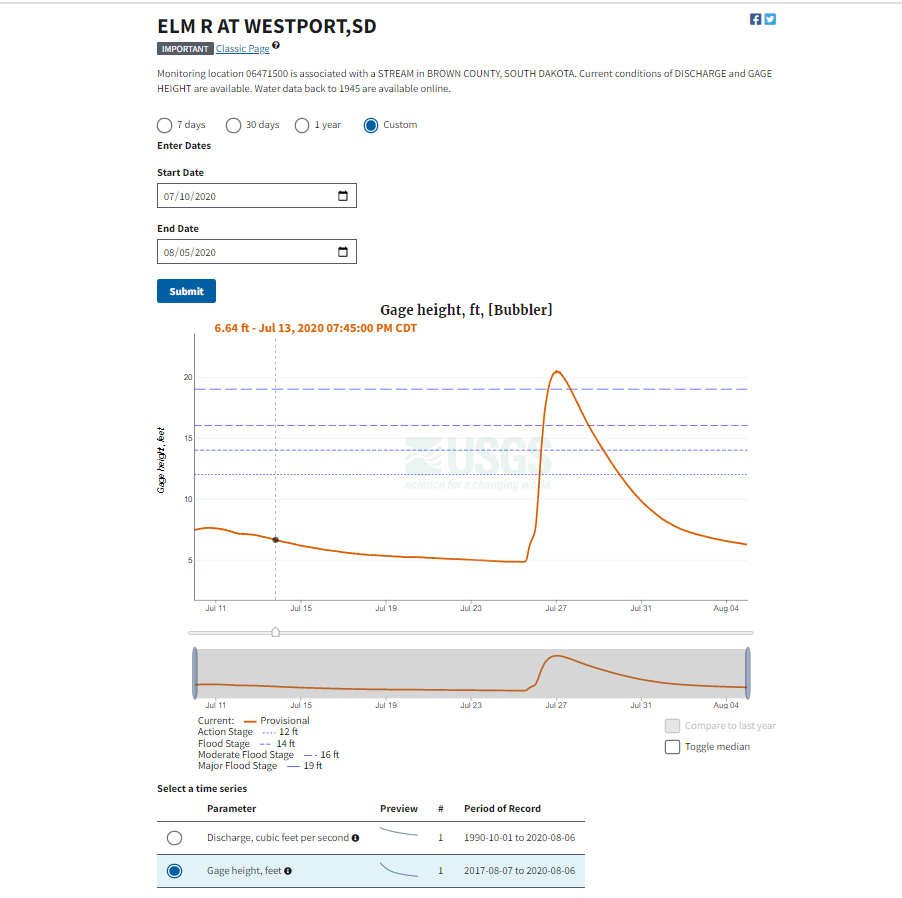 ELM R AT WESTPORT,SD
IMPORTANT Classic Page
Monitoring location 06471500 is associated with a STREAM in BROWN COUNTY, SOUTH DAKOTA. Current conditions of DISCHARGE and GAGE
HEIGHT are available. Water data back to 1945 are available online.
7 days 30 days 1 year Custom
Enter Dates
Start Date
07/10/2020
End Date
08/05/2020
Submit
Gage height, ft, [Bubbler]
6.64 ft - Jul 13, 2020 07:45:00 PM CDT
Gage height, feet
20
15
10
5
USGS
science for a changing world
Jul 11 Jul 15 Jul 19 Jul 23 Jul 27 Jul 31 Aug 04
Jul 11 Jul 15 Jul 19 Jul 23 Jul 27 Jul 31 Aug 04
Current: Provisional
Action Stage 12 ft
Flood Stage 14 ft
Moderate Flood Stage 16 ft
Major Flood Stage 19 ft
Compare to last year
Toggle median
Select a time series
Parameter Preview # Period of Record
Discharge, cubic feet per second 1 1990-10-01 to 2020-08-06
Gage height, feet 1 2017-08-07 to 2020-08-06